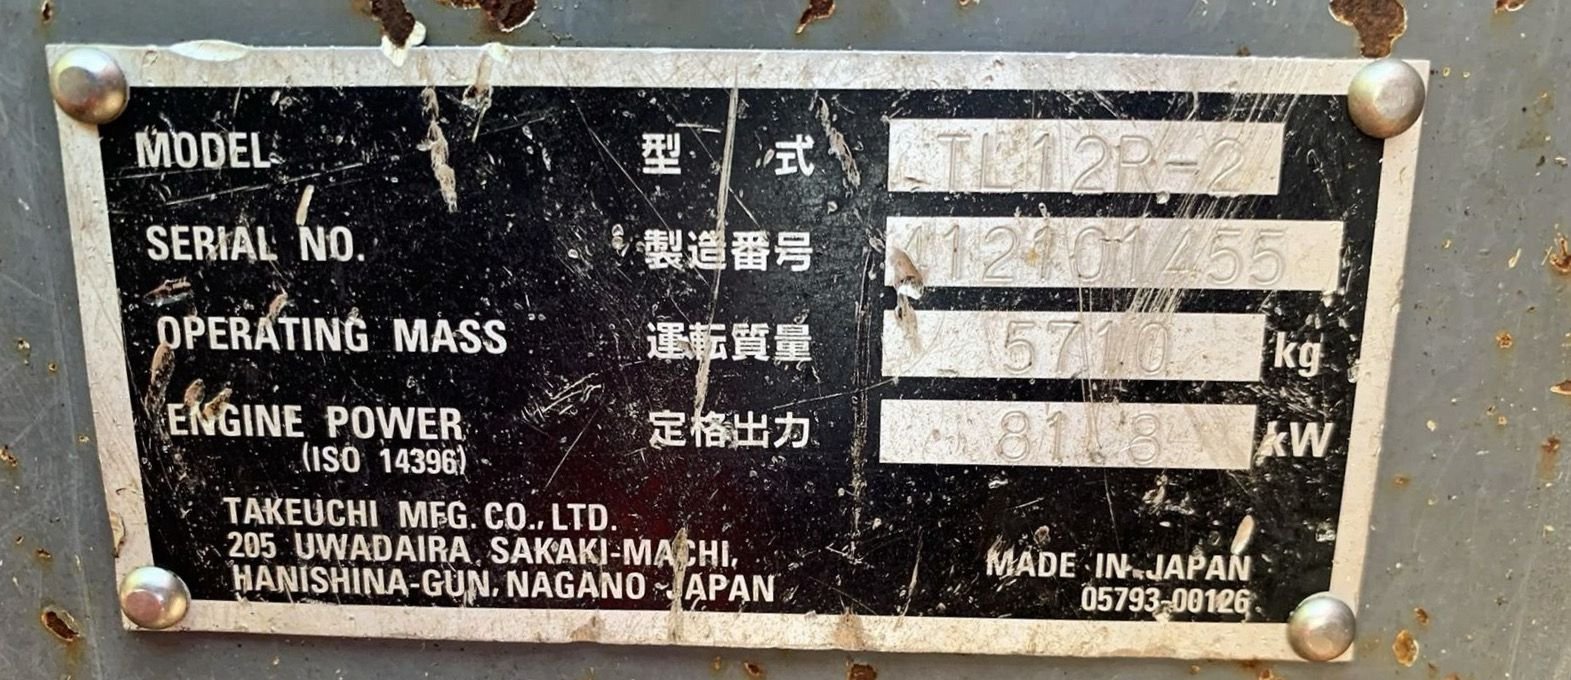 MODEL 型式 TL12R-2
SERIAL NO. 製造番号 412101455
OPERATING MASS 運転質量 5710 kg
ENGINE POWER 定格出力 81.8 kW
(ISO 14396)
TAKEUCHI MFG. CO., LTD.
205 UWADAIRA SAKAKI-MACHI,
HANISHINA-GUN, NAGANO JAPAN
MADE IN JAPAN
05793-00126